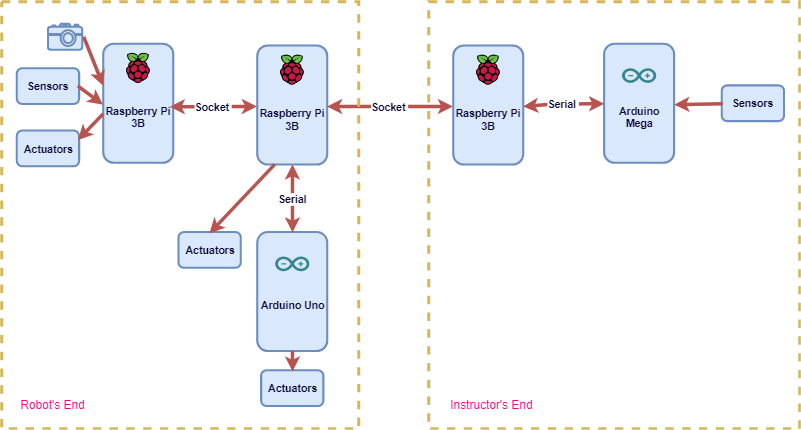 Sensors
Actuators
Raspberry Pi
3B
Socket
Raspberry Pi
3B
Socket
Raspberry Pi
3B
Serial
Arduino
Mega
Sensors
Serial
Actuators
Arduino Uno
Actuators
Robot's End
Instructor's End